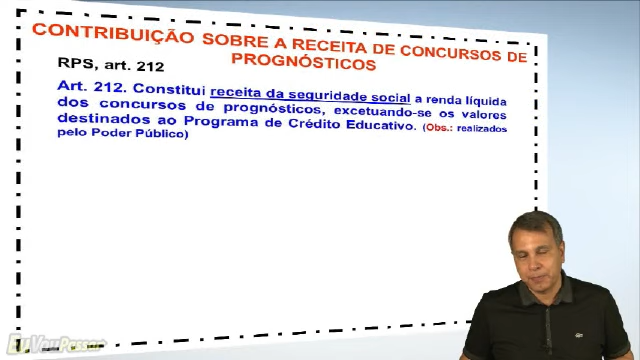 CONTRIBUIÇÃO SOBRE A RECEITA DE CONCURSOS DE
PROGNÓSTICOS
RPS, art. 212
Art. 212. Constitui receita da seguridade social a renda líquida
dos concursos de prognósticos, excetuando-se os valores
destinados ao Programa de Crédito Educativo. (Obs.: realizados
pelo Poder Público)
EuVouPassar